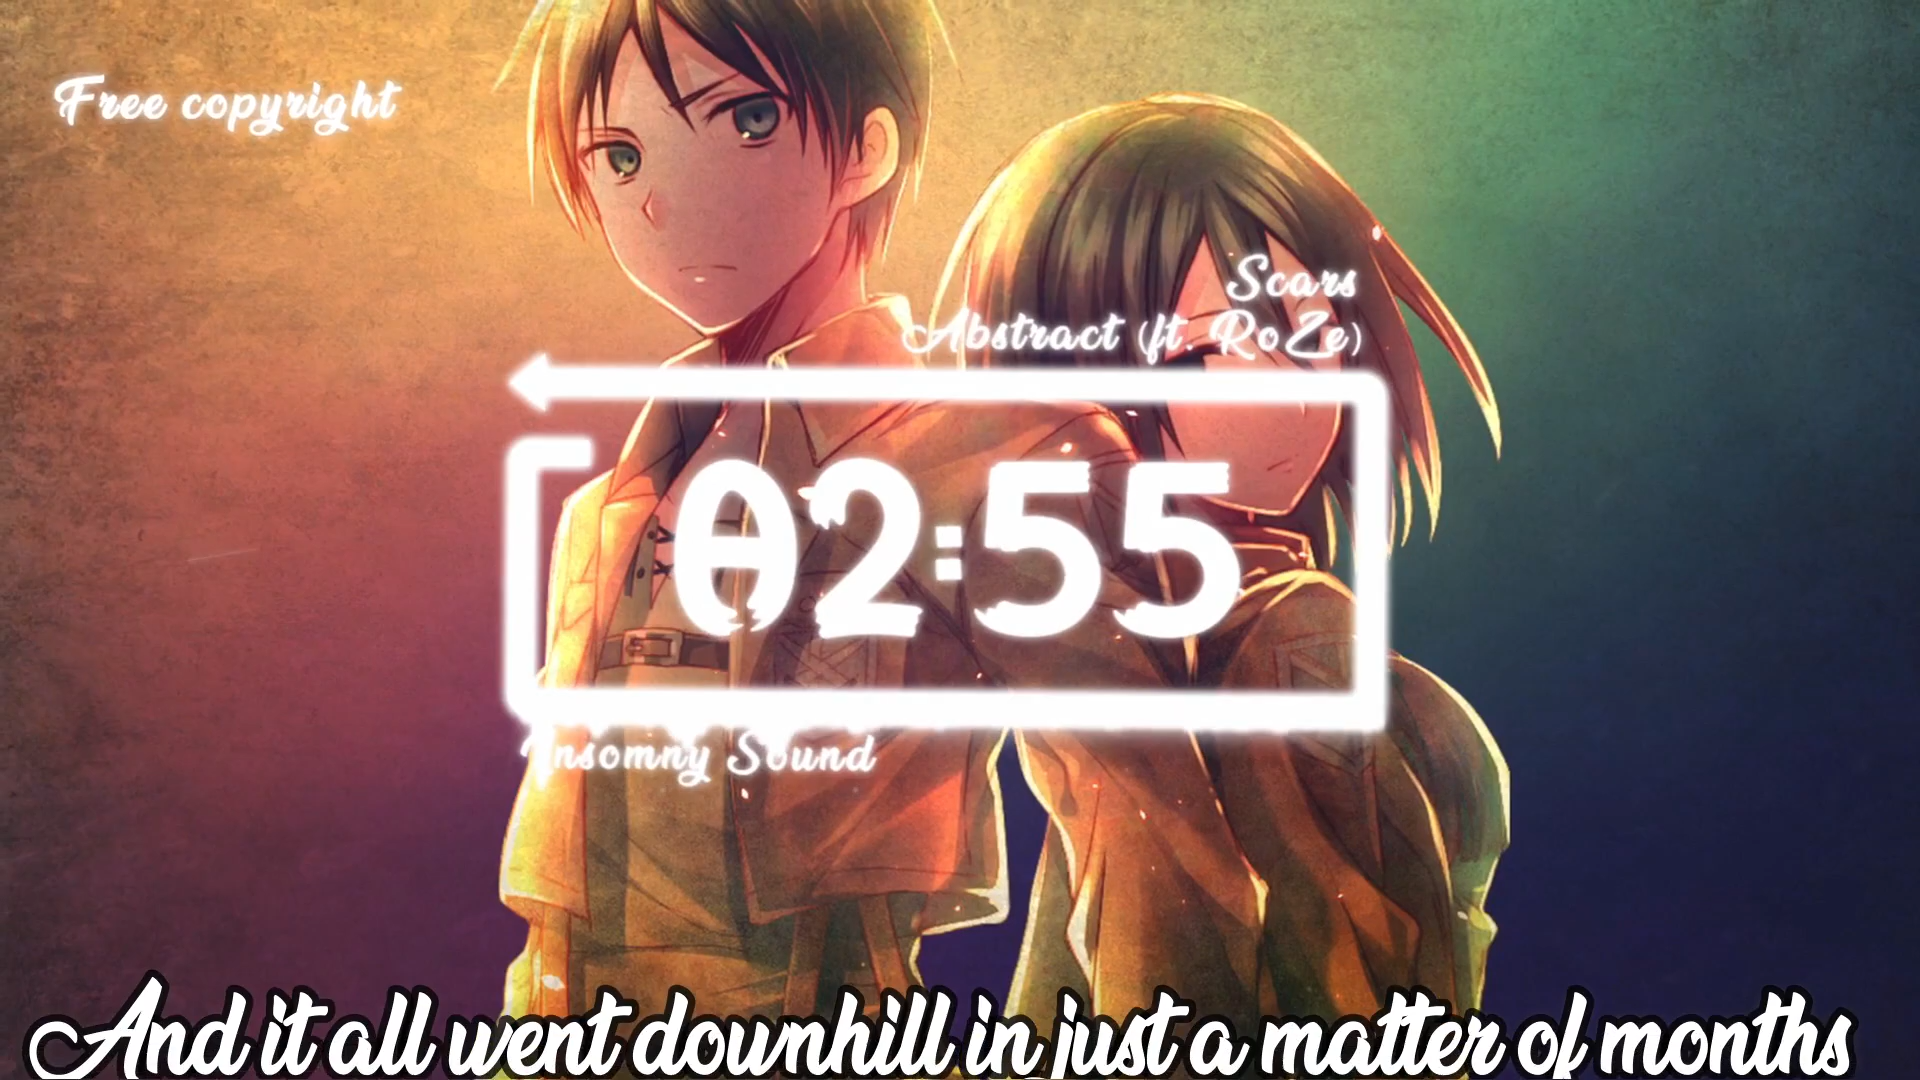 Free copyright
Scars
Abstract (ft. RoZe)
02:55
Insomny Sound
And it all went downhill in just a matter of months